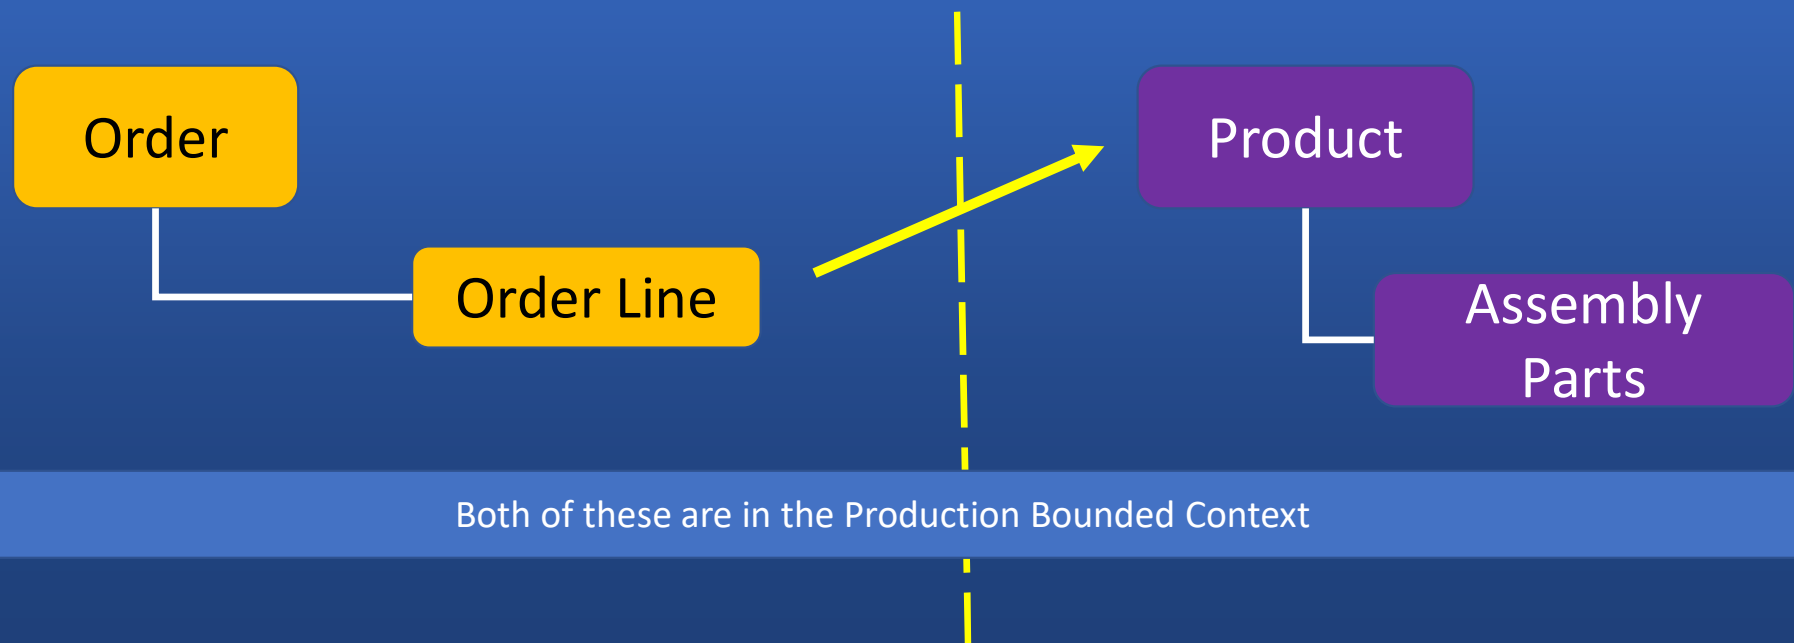 Order
Product
Order Line
Assembly
Parts
Both of these are in the Production Bounded Context